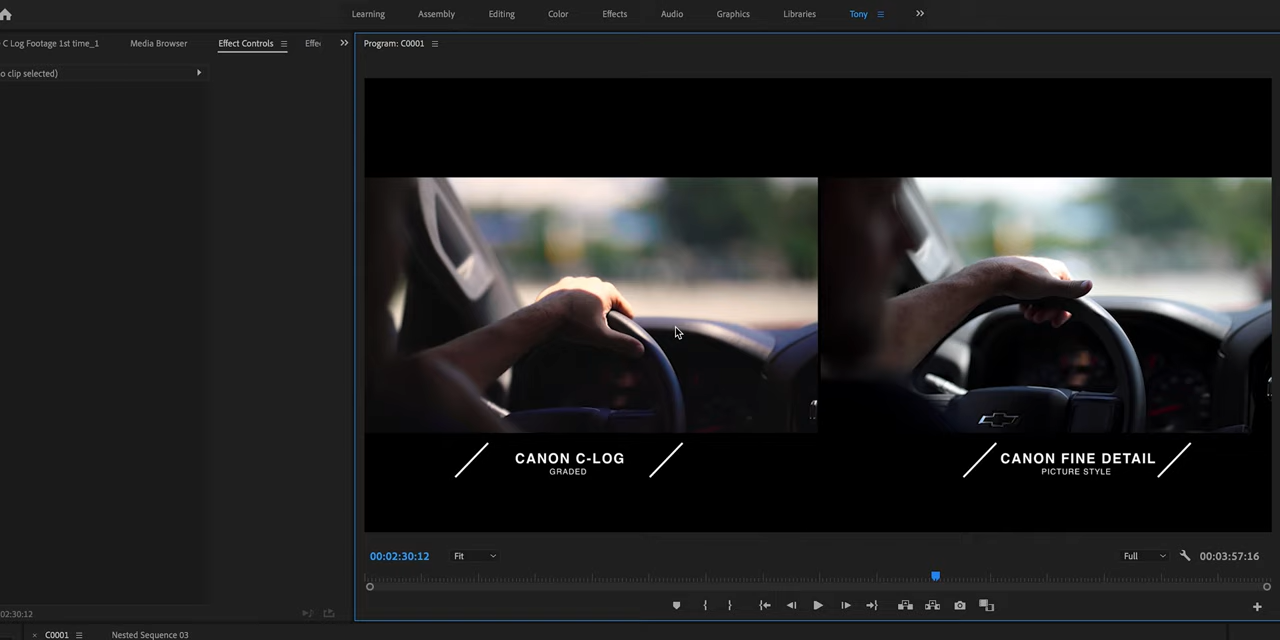 Learning Assembly Editing Color Effects Audio Graphics Libraries Tony
C Log Footage 1st time_1 Media Browser Effect Controls Effe
Program: C0001
o clip selected)
CANON C-LOG
GRADED
CANON FINE DETAIL
PICTURE STYLE
00:02:30:12 Fit Full 00:03:57:16
02:30:12
× C0001 Nested Sequence 03